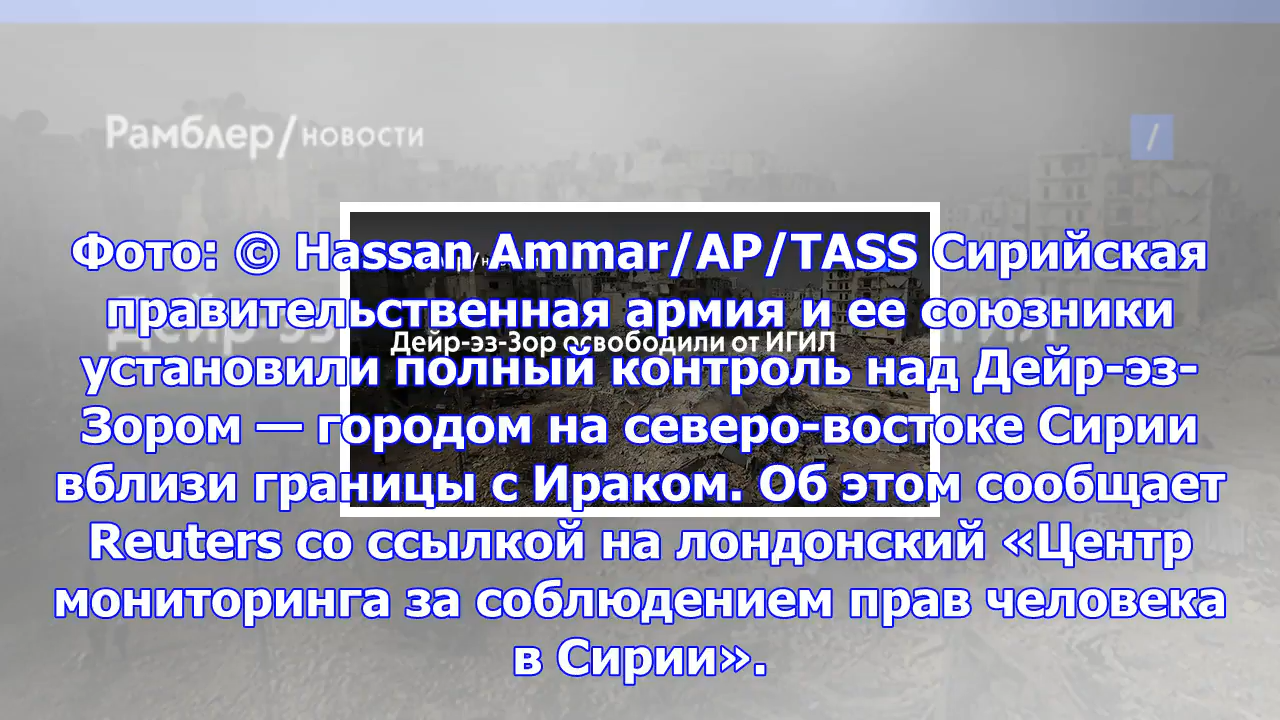 Рамблер/новости
/
Фото: © Hassan Ammar/AP/TASS Сирийская
правительственная армия и ее союзники
Дейр-эз-Зор освободили от ИГИЛ
установили полный контроль над Дейр-эз-
Зором — городом на северо-востоке Сирии
вблизи границы с Ираком. Об этом сообщает
Reuters со ссылкой на лондонский «Центр
мониторинга за соблюдением прав человека
в Сирии».